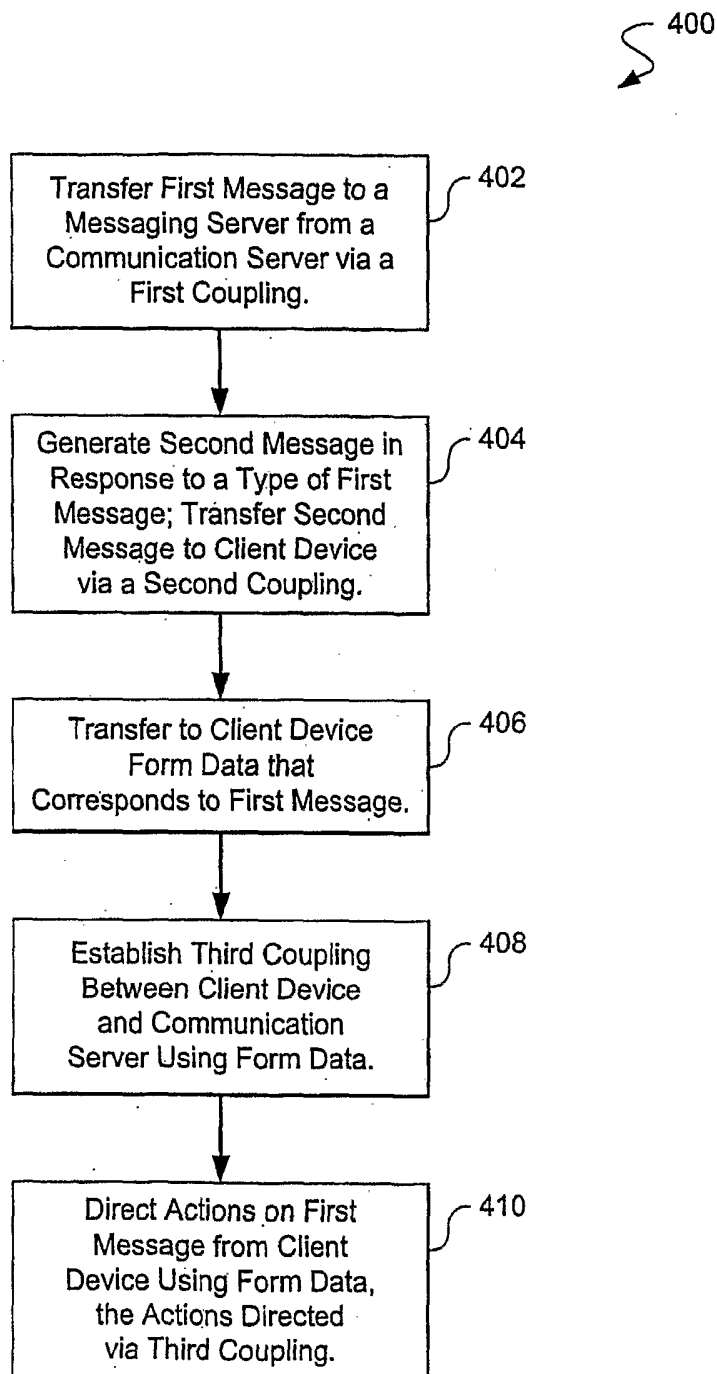 400
Transfer First Message to a
Messaging Server from a
Communication Server via a
First Coupling.
402
Generate Second Message in
Response to a Type of First
Message; Transfer Second
Message to Client Device
via a Second Coupling.
404
Transfer to Client Device
Form Data that
Corresponds to First Message.
406
Establish Third Coupling
Between Client Device
and Communication
Server Using Form Data.
408
Direct Actions on First
Message from Client
Device Using Form Data,
the Actions Directed
via Third Coupling.
410